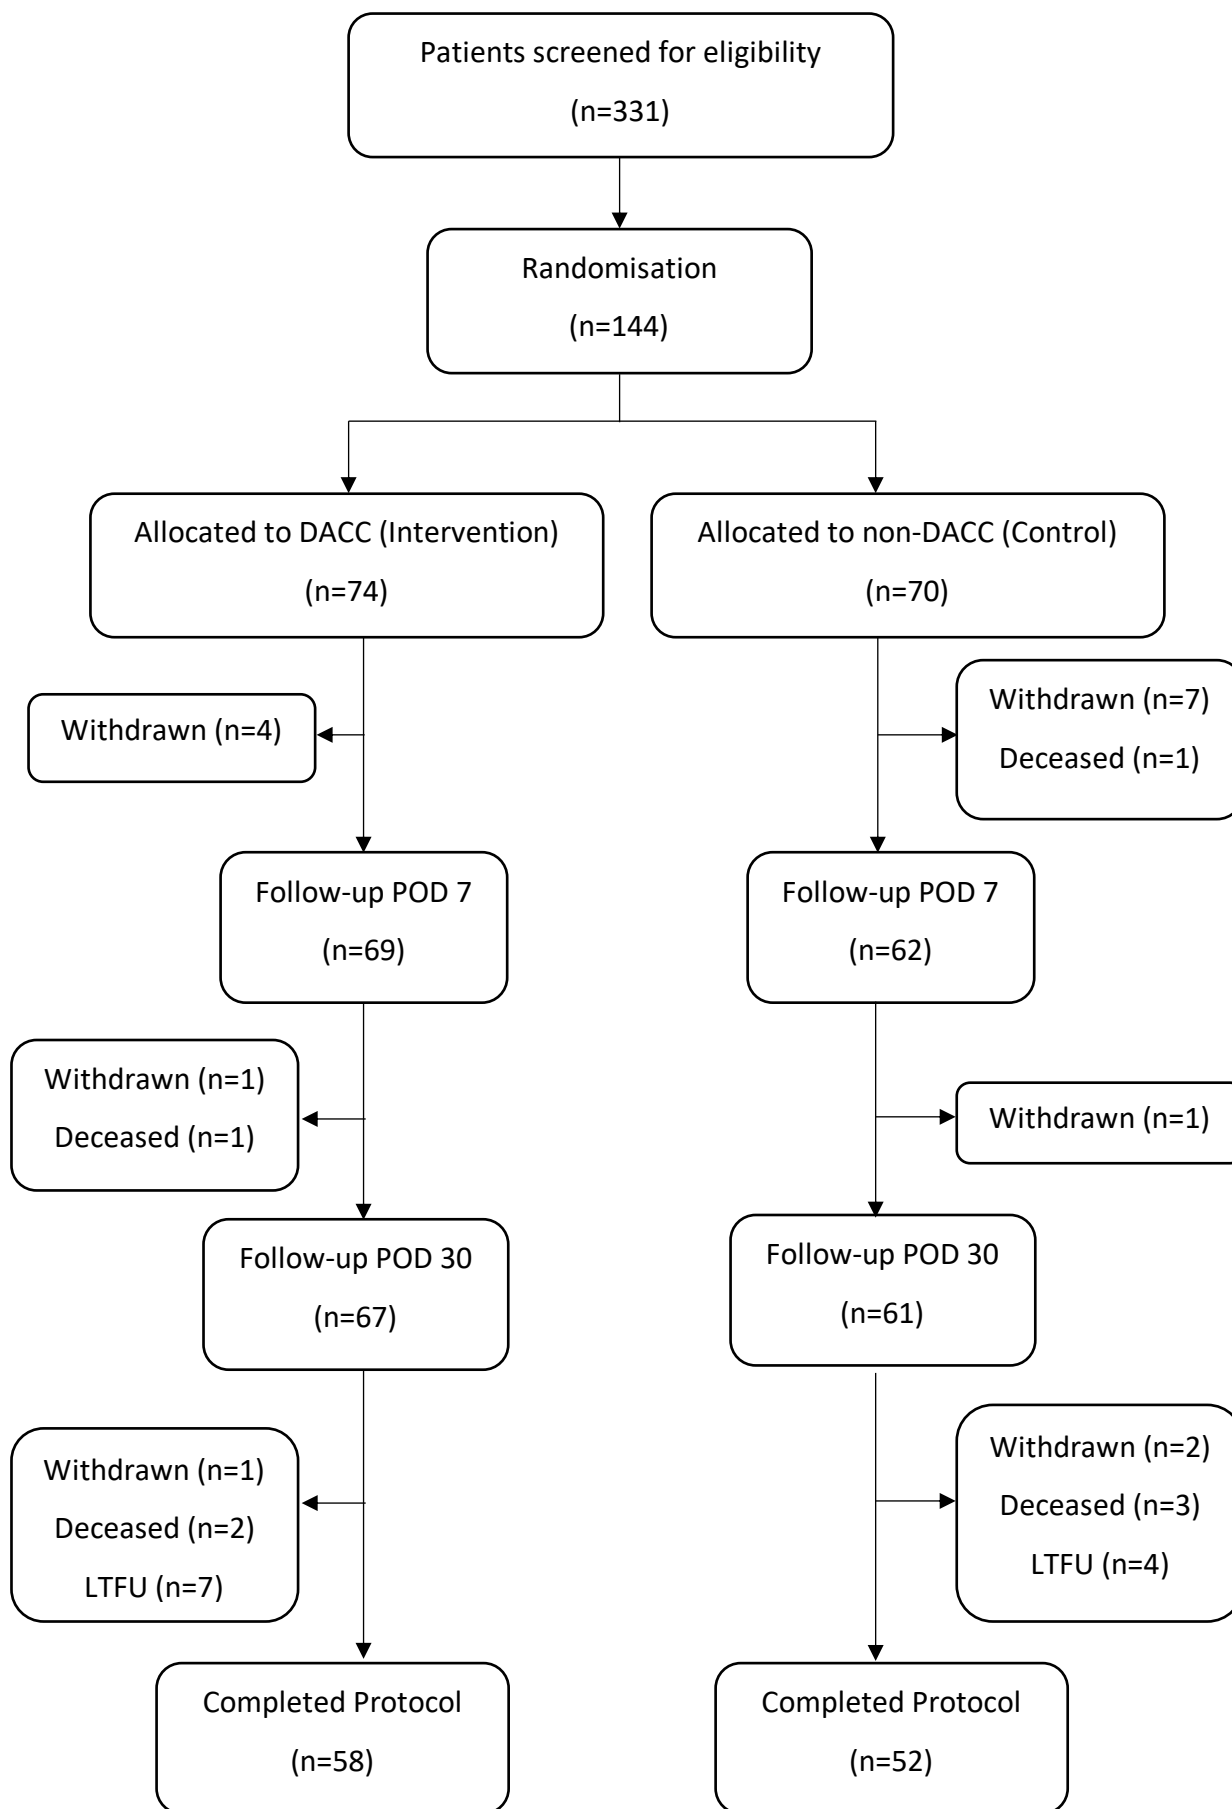 Patients screened for eligibility
(n=331)
Randomisation
(n=144)
Allocated to DACC (Intervention)
(n=74)
Allocated to non-DACC (Control)
(n=70)
Withdrawn (n=4)
Withdrawn (n=7)
Deceased (n=1)
Follow-up POD 7
(n=69)
Follow-up POD 7
(n=62)
Withdrawn (n=1)
Deceased (n=1)
Withdrawn (n=1)
Follow-up POD 30
(n=67)
Follow-up POD 30
(n=61)
Withdrawn (n=1)
Deceased (n=2)
LTFU (n=7)
Withdrawn (n=2)
Deceased (n=3)
LTFU (n=4)
Completed Protocol
(n=58)
Completed Protocol
(n=52)